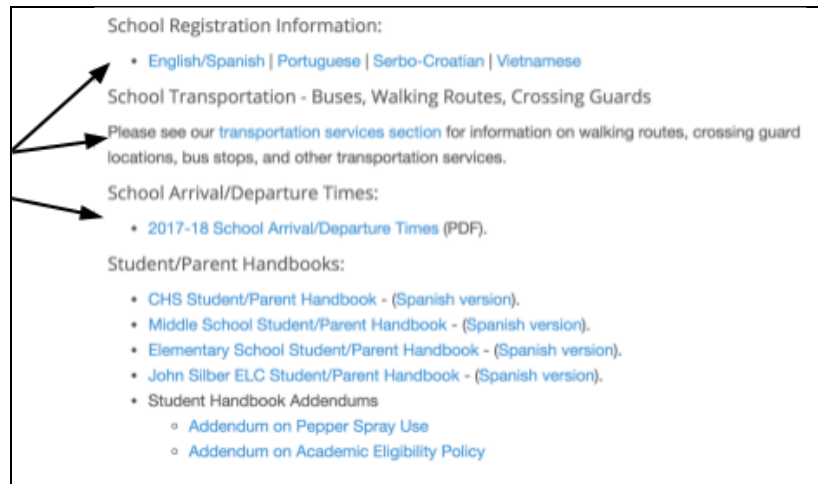 School Registration Information:
• English/Spanish | Portuguese | Serbo-Croatian | Vietnamese
School Transportation - Buses, Walking Routes, Crossing Guards
Please see our transportation services section for information on walking routes, crossing guard
locations, bus stops, and other transportation services.
School Arrival/Departure Times:
• 2017-18 School Arrival/Departure Times (PDF).
Student/Parent Handbooks:
• CHS Student/Parent Handbook - (Spanish version).
• Middle School Student/Parent Handbook - (Spanish version).
• Elementary School Student/Parent Handbook - (Spanish version).
• John Silber ELC Student/Parent Handbook - (Spanish version).
• Student Handbook Addendums
◦ Addendum on Pepper Spray Use
◦ Addendum on Academic Eligibility Policy